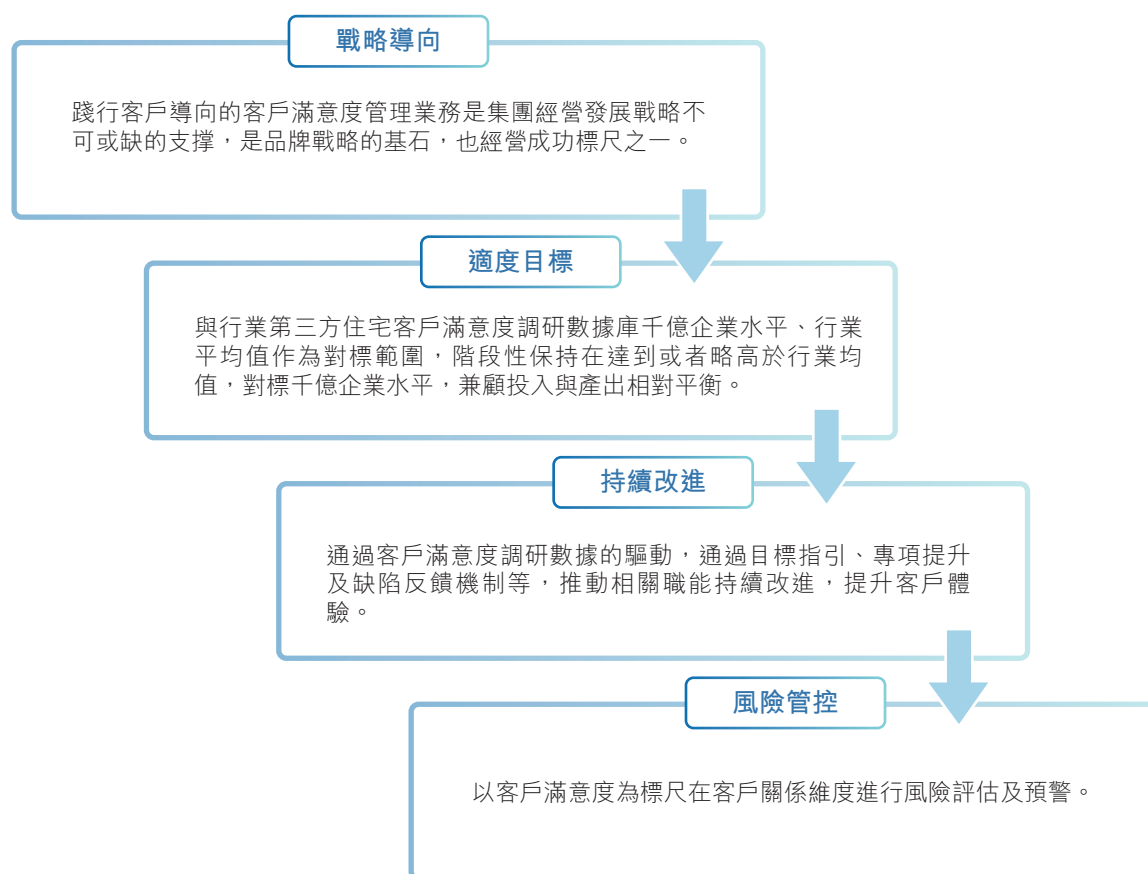 戰略導向
踐行客戶導向的客戶滿意度管理業務是集團經營發展戰略不
可或缺的支撐，是品牌戰略的基石，也經營成功標尺之一。
適度目標
與行業第三方住宅客戶滿意度調研數據庫千億企業水平、行業
平均值作為對標範圍，階段性保持在達到或者略高於行業均
值，對標千億企業水平，兼顧投入與產出相對平衡。
持續改進
通過客戶滿意度調研數據的驅動，通過目標指引、專項提升
及缺陷反饋機制等，推動相關職能持續改進，提升客戶體
驗。
風險管控
以客戶滿意度為標尺在客戶關係維度進行風險評估及預警。